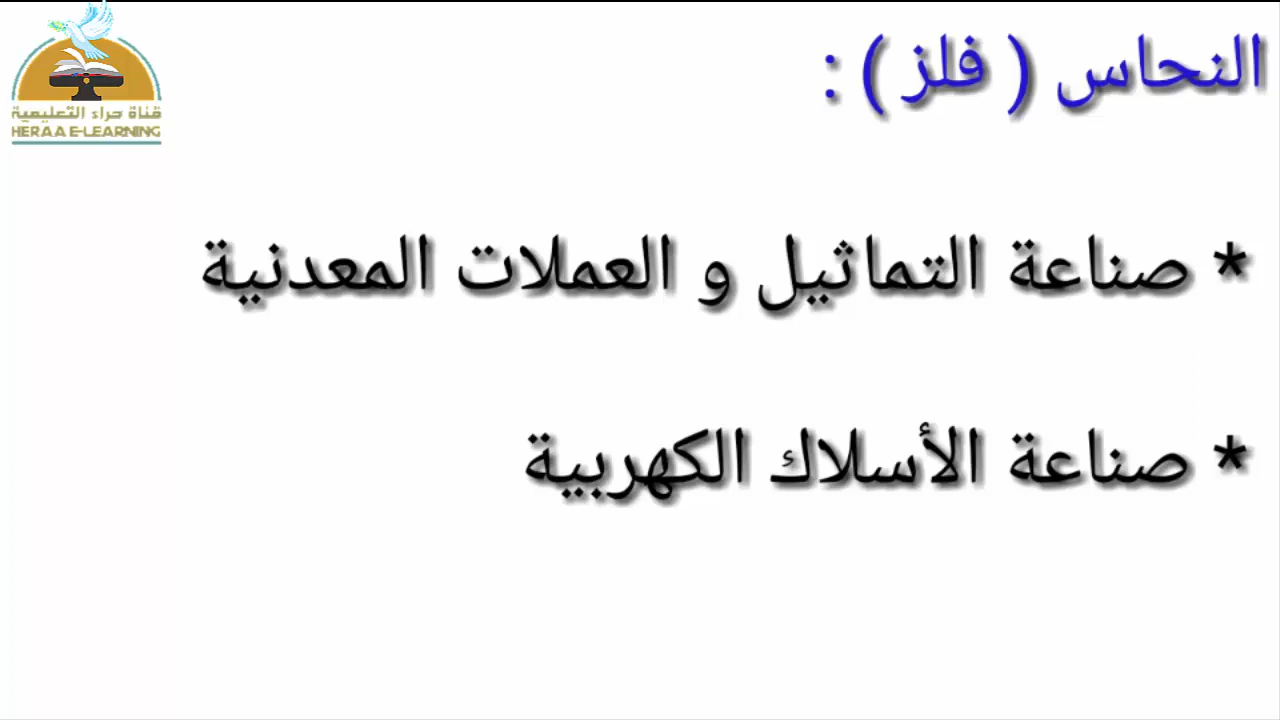 قناة حراء التعليمية
HERAA E-LEARNING
النحاس ( فلز ) :
* صناعة التماثيل و العملات المعدنية
* صناعة الأسلاك الكهربية